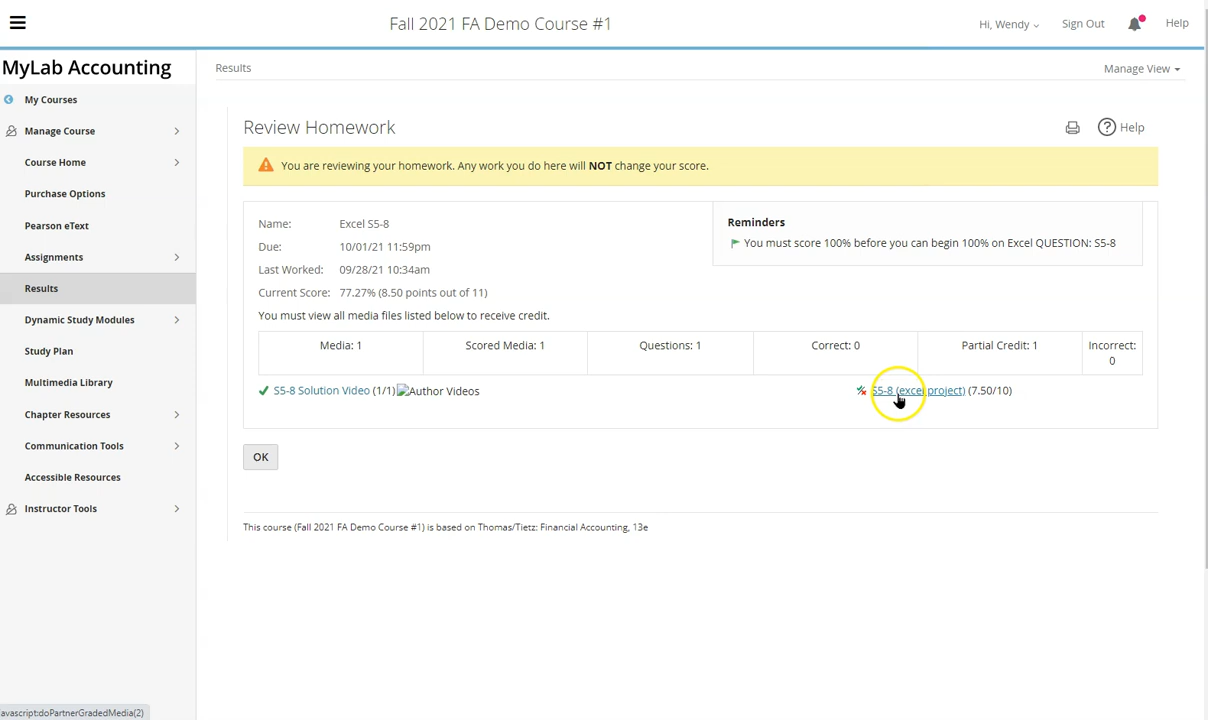 Fall 2021 FA Demo Course #1
Hi, Wendy
Sign Out
Help
MyLab Accounting
My Courses
Manage Course
Course Home
Purchase Options
Pearson eText
Assignments
Results
Dynamic Study Modules
Study Plan
Multimedia Library
Chapter Resources
Communication Tools
Accessible Resources
Instructor Tools
Results
Manage View
Review Homework
Help
You are reviewing your homework. Any work you do here will NOT change your score.
Name: Excel S5-8
Due: 10/01/21 11:59pm
Last Worked: 09/28/21 10:34am
Current Score: 77.27% (8.50 points out of 11)
Reminders
You must score 100% before you can begin 100% on Excel QUESTION: S5-8
You must view all media files listed below to receive credit.
Media: 1
Scored Media: 1
Questions: 1
Correct: 0
Partial Credit: 1
Incorrect:
0
S5-8 Solution Video (1/1) Author Videos
S5-8 (excel project) (7.50/10)
OK
This course (Fall 2021 FA Demo Course #1) is based on Thomas/Tietz: Financial Accounting, 13e
avascript:doPartnerGradedMedia(2)